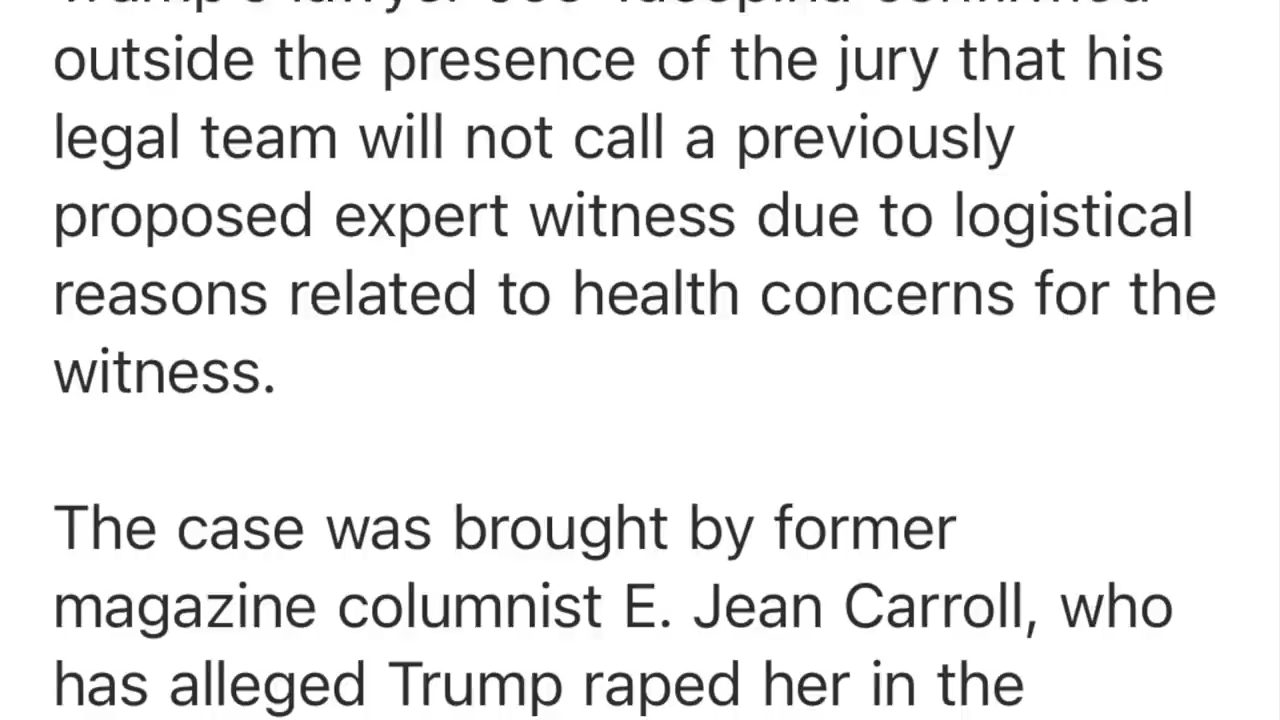 outside the presence of the jury that his
legal team will not call a previously
proposed expert witness due to logistical
reasons related to health concerns for the
witness.
The case was brought by former
magazine columnist E. Jean Carroll, who
has alleged Trump raped her in the